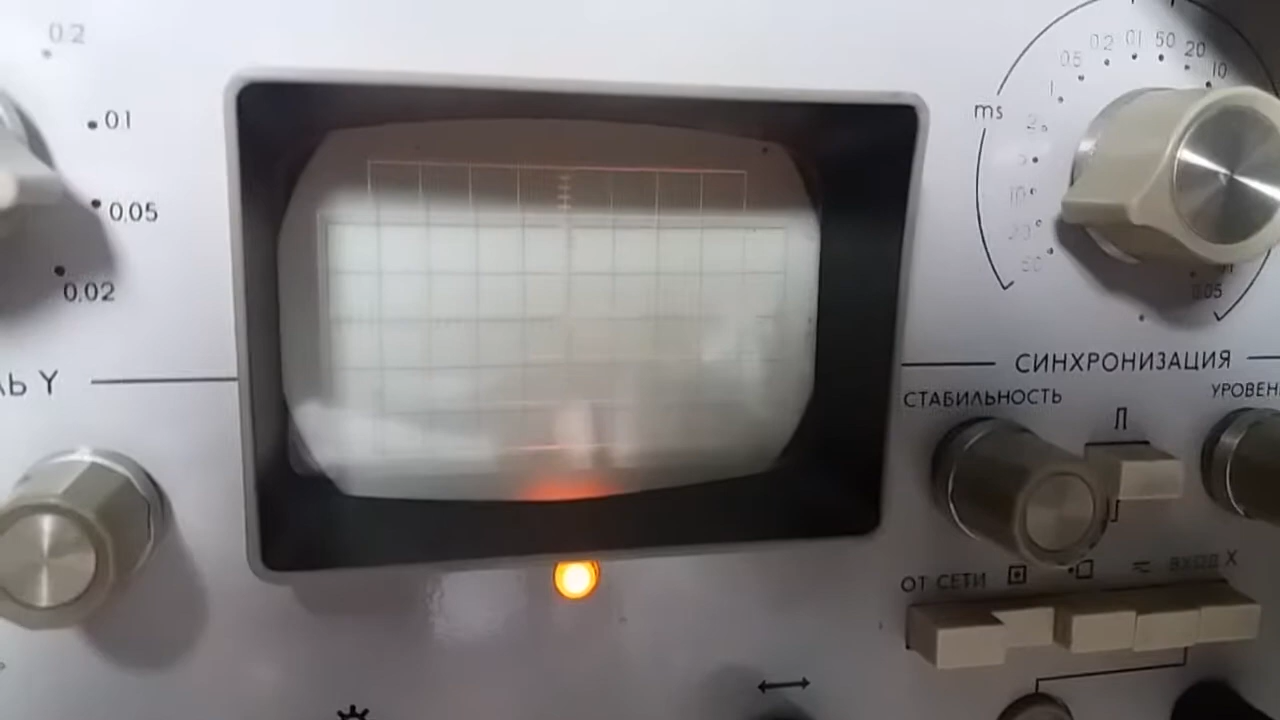 0.2
0.1
0,05
0,02
ЛЬ Y
ms
0.5 0.2 0.1 50 20 10
1
2
5
10
20
50
0.05
СИНХРОНИЗАЦИЯ
СТАБИЛЬНОСТЬ
УРОВЕН
ОТ СЕТИ
ВХОД X